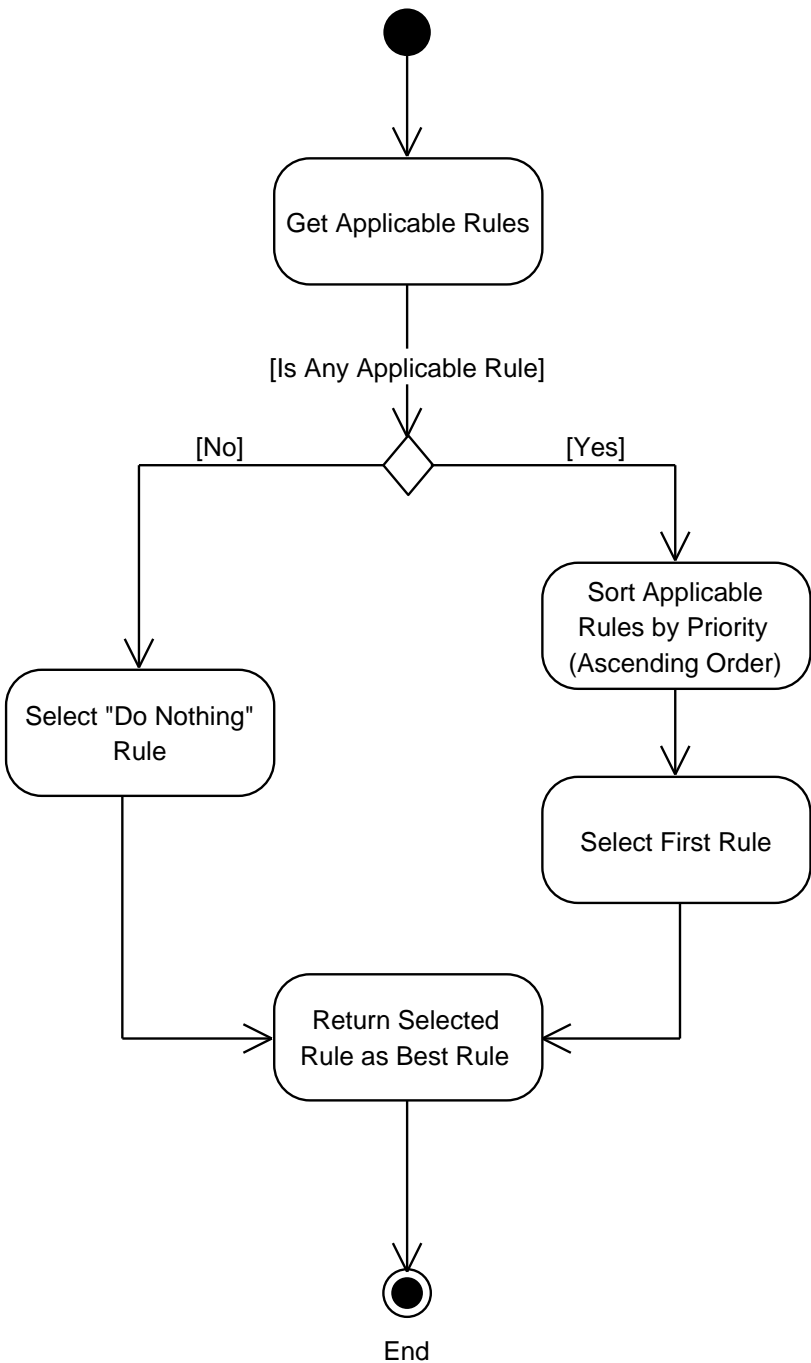 Get Applicable Rules
[Is Any Applicable Rule]
[No]
[Yes]
Sort Applicable
Rules by Priority
(Ascending Order)
Select "Do Nothing"
Rule
Select First Rule
Return Selected
Rule as Best Rule
End